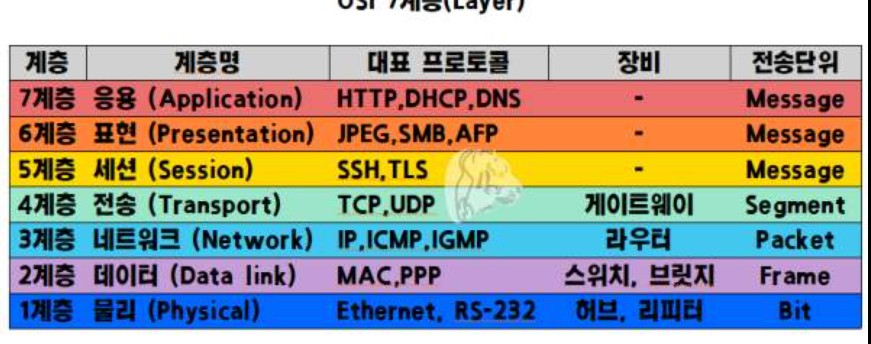 OSI 7계층(Layer)
계층 계층명 대표 프로토콜 장비 전송단위
7계층 응용 (Application) HTTP,DHCP,DNS - Message
6계층 표현 (Presentation) JPEG,SMB,AFP - Message
5계층 세션 (Session) SSH,TLS - Message
4계층 전송 (Transport) TCP,UDP 게이트웨이 Segment
3계층 네트워크 (Network) IP,ICMP,IGMP 라우터 Packet
2계층 데이터 (Data link) MAC,PPP 스위치, 브릿지 Frame
1계층 물리 (Physical) Ethernet, RS-232 허브, 리피터 Bit